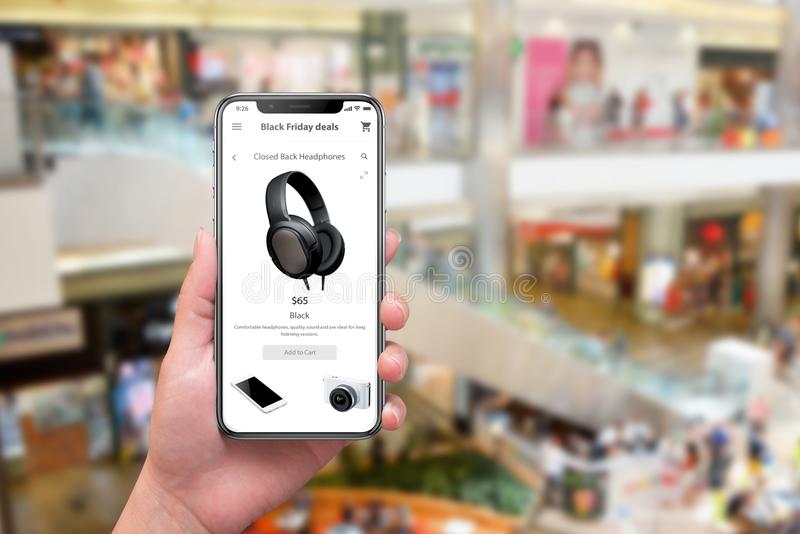 9:26
Black Friday deals
Closed Back Headphones
$65
Black
Comfortable headphones, quality sound and are ideal for long
listening sessions.
Add to Cart
dreamstime